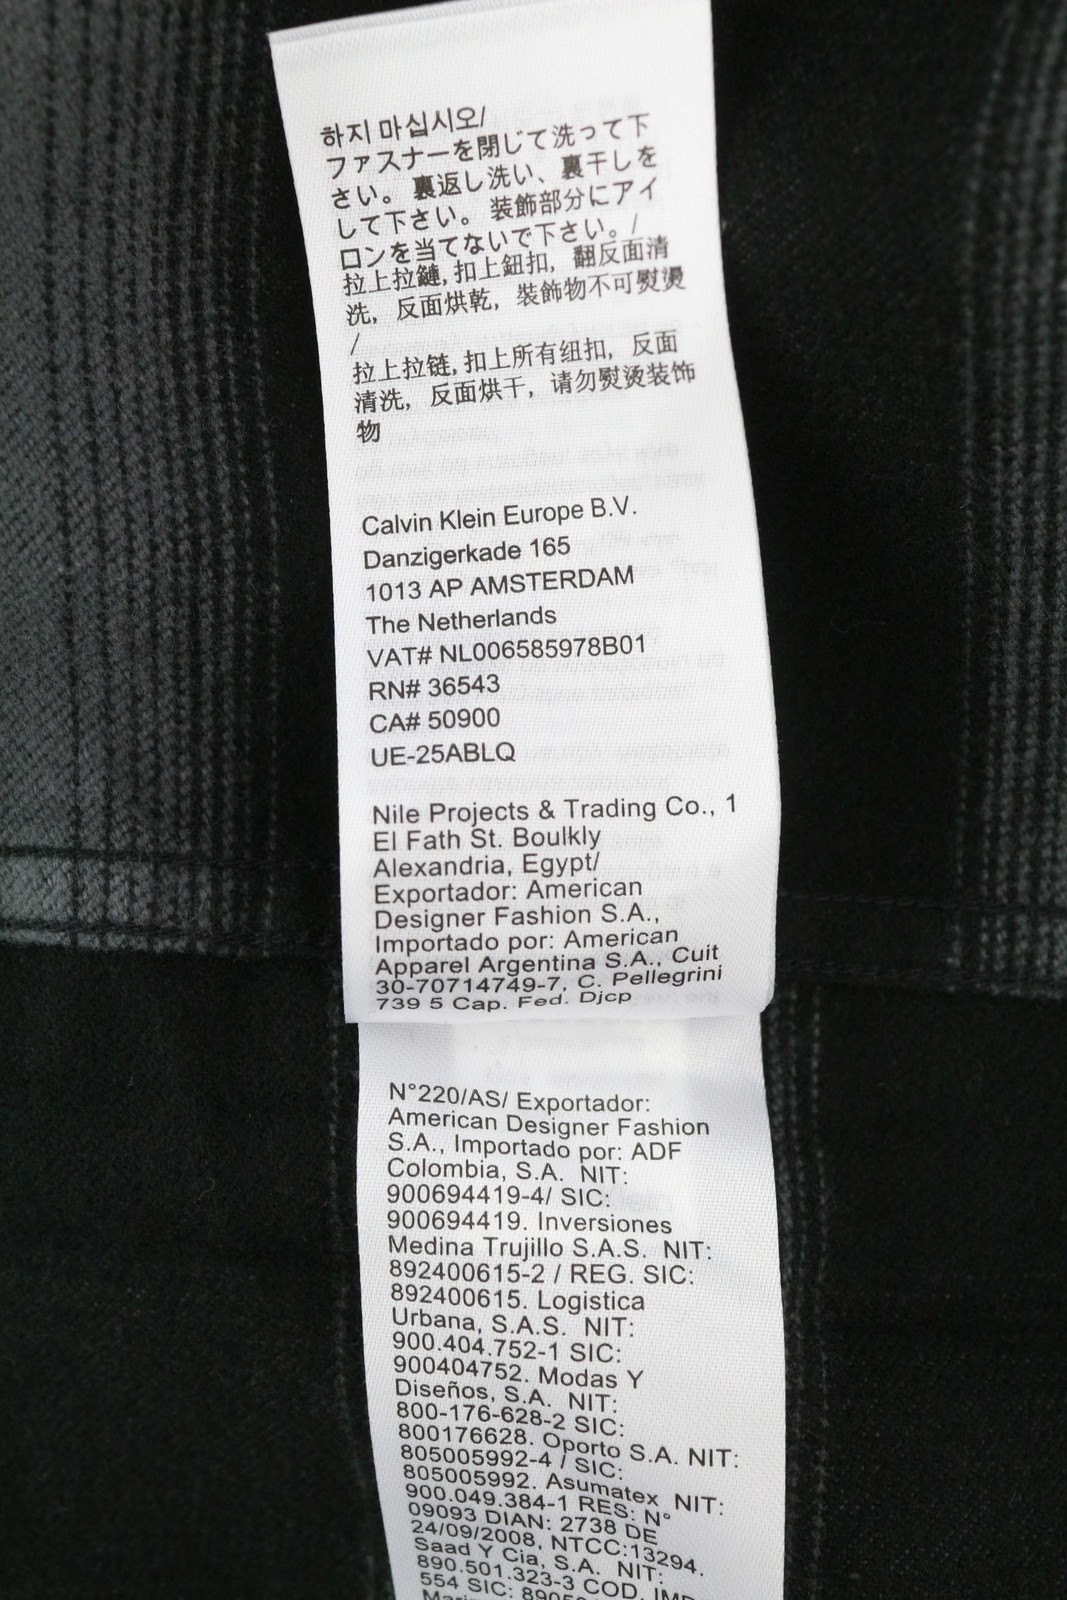 하지 마십시오/
ファスナーを閉じて洗って下
さい。 裏返し洗い、裏干しを
して下さい。 装飾部分にアイ
ロンを当てないで下さい。/
拉上拉鏈, 扣上鈕扣, 翻反面清
洗, 反面烘乾, 裝飾物不可熨燙
/
拉上拉链, 扣上所有纽扣, 反面
清洗, 反面烘干, 请勿熨烫装饰
物
Calvin Klein Europe B.V.
Danzigerkade 165
1013 AP AMSTERDAM
The Netherlands
VAT# NL006585978B01
RN# 36543
CA# 50900
UE-25ABLQ
Nile Projects & Trading Co., 1
El Fath St. Boulkly
Alexandria, Egypt/
Exportador: American
Designer Fashion S.A.,
Importado por: American
Apparel Argentina S.A., Cuit
30-70714749-7, C. Pellegrini
739 5 Cap. Fed. Djcp
N°220/AS/ Exportador:
American Designer Fashion
S.A., Importado por: ADF
Colombia, S.A. NIT:
900694419-4/ SIC:
900694419. Inversiones
Medina Trujillo S.A.S. NIT:
892400615-2 / REG. SIC:
892400615. Logistica
Urbana, S.A.S. NIT:
900.404.752-1 SIC:
900404752. Modas Y
Diseños, S.A. NIT:
800-176-628-2 SIC:
800176628. Oporto S.A. NIT:
805005992-4 / SIC:
805005992. Asumatex NIT:
900.049.384-1 RES: N°
09093 DIAN: 2738 DE
24/09/2008, NTCC:13294.
Saad Y Cia, S.A. NIT:
890.501.323-3 COD. IMP
554 SIC: